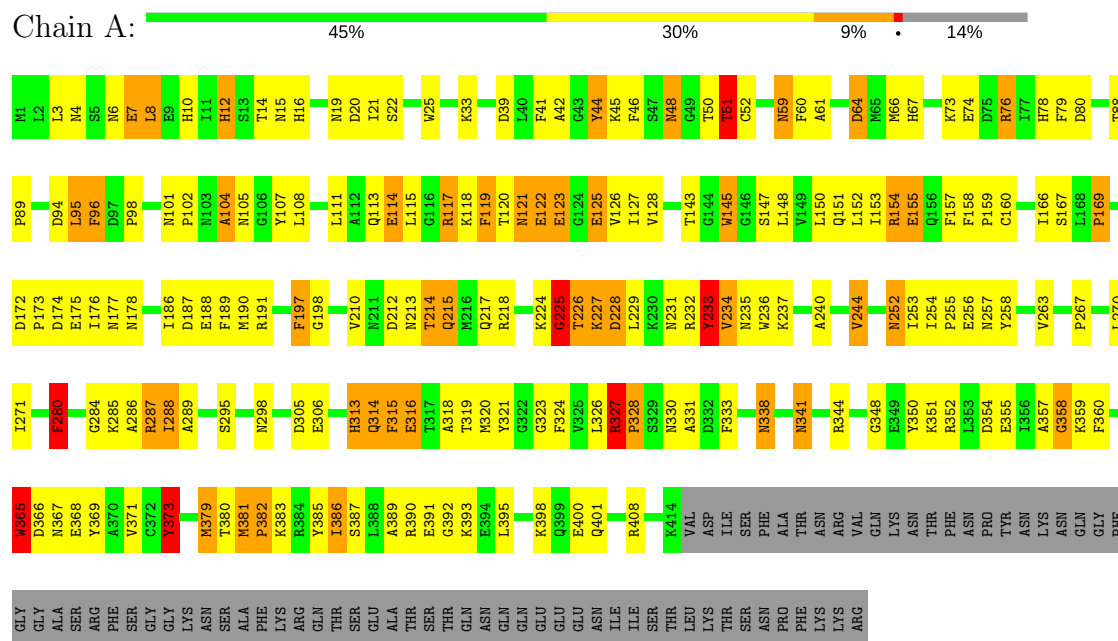 Chain A:
45% 30% 9% • 14%
M1 L2 L3 N4 S5 N6 E7 L8 E9 H10 I11 H12 S13 T14 N15 H16 N19 D20 I21 S22 W25 K33 D39 L40 F41 A42 G43 Y44 K45 F46 S47 N48 G49 T50 T51 C52 N59 F60 A61 D64 M65 M66 H67 K73 E74 D75 R76 I77 H78 F79 D80 T88
P89 D94 L95 F96 D97 P98 N101 P102 N103 A104 N105 G106 Y107 L108 L111 A112 Q113 E114 L115 G116 R117 K118 F119 T120 N121 E122 E123 G124 E125 V126 I127 V128 T143 G144 W145 G146 S147 L148 V149 L150 Q151 L152 I153 R154 E155 Q156 F157 F158 P159 C160 I166 S167 L168 P169
D172 P173 D174 E175 I176 N177 N178 I186 D187 E188 F189 M190 R191 F197 G198 V210 N211 D212 N213 T214 Q215 M216 Q217 R218 K224 G225 T226 K227 D228 L229 K230 N231 R232 Y233 V234 N235 W236 K237 A240 V244 N252 I253 I254 P255 E256 N257 Y258 V263 P267 L270
I271 F280 G284 K285 A286 R287 I288 A289 S295 N298 D305 E306 H313 Q314 F315 E316 T317 A318 T319 M320 Y321 G322 G323 F324 V325 L326 R327 P328 S329 N330 A331 D332 F333 N338 N341 R344 G348 E349 Y350 K351 R352 L353 D354 E355 I356 A357 G358 K359 F360
W365 D366 N367 E368 Y369 A370 V371 C372 Y373 M379 T380 M381 P382 K383 R384 Y385 I386 S387 L388 A389 R390 E391 G392 K393 E394 L395 K398 Q399 E400 Q401 R408 K414 VAL ASP ILE SER PHE ALA THR ASN ARG VAL GLN LYS ASN THR PHE ASN PRO TYR ASN LYS ASN GLN GLY PHE
GLY GLY ALA SER ARG PHE SER GLY GLY LYS ASN SER ALA PHE LYS ARG GLN THR SER GLU ALA THR SER THR GLN ASN GLN GLN GLU GLU GLU ASN ILE ILE SER THR LEU LYS THR SER ASN PRO PHE LYS LYS ARG